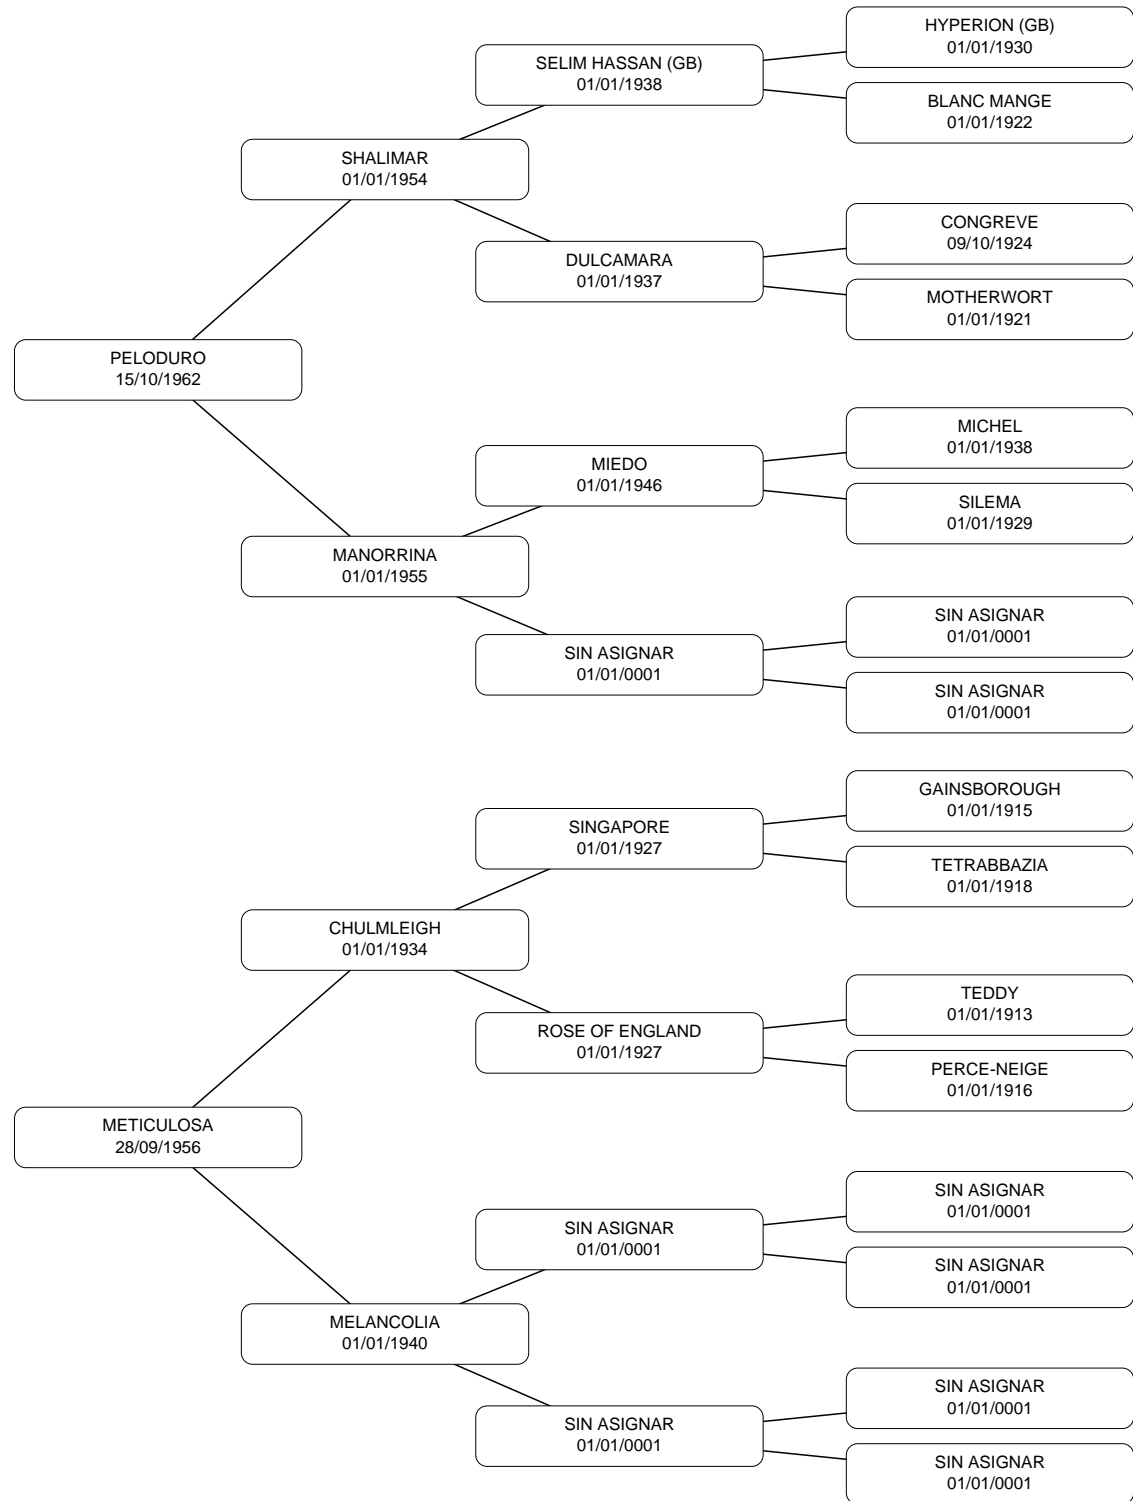 HYPERION (GB)
01/01/1930
SELIM HASSAN (GB)
01/01/1938
BLANC MANGE
01/01/1922
SHALIMAR
01/01/1954
CONGREVE
09/10/1924
DULCAMARA
01/01/1937
MOTHERWORT
01/01/1921
PELODURO
15/10/1962
MICHEL
01/01/1938
MIEDO
01/01/1946
SILEMA
01/01/1929
MANORRINA
01/01/1955
SIN ASIGNAR
01/01/0001
SIN ASIGNAR
01/01/0001
SIN ASIGNAR
01/01/0001
GAINSBOROUGH
01/01/1915
SINGAPORE
01/01/1927
TETRABBAZIA
01/01/1918
CHULMLEIGH
01/01/1934
TEDDY
01/01/1913
ROSE OF ENGLAND
01/01/1927
PERCE-NEIGE
01/01/1916
METICULOSA
28/09/1956
SIN ASIGNAR
01/01/0001
SIN ASIGNAR
01/01/0001
SIN ASIGNAR
01/01/0001
MELANCOLIA
01/01/1940
SIN ASIGNAR
01/01/0001
SIN ASIGNAR
01/01/0001
SIN ASIGNAR
01/01/0001